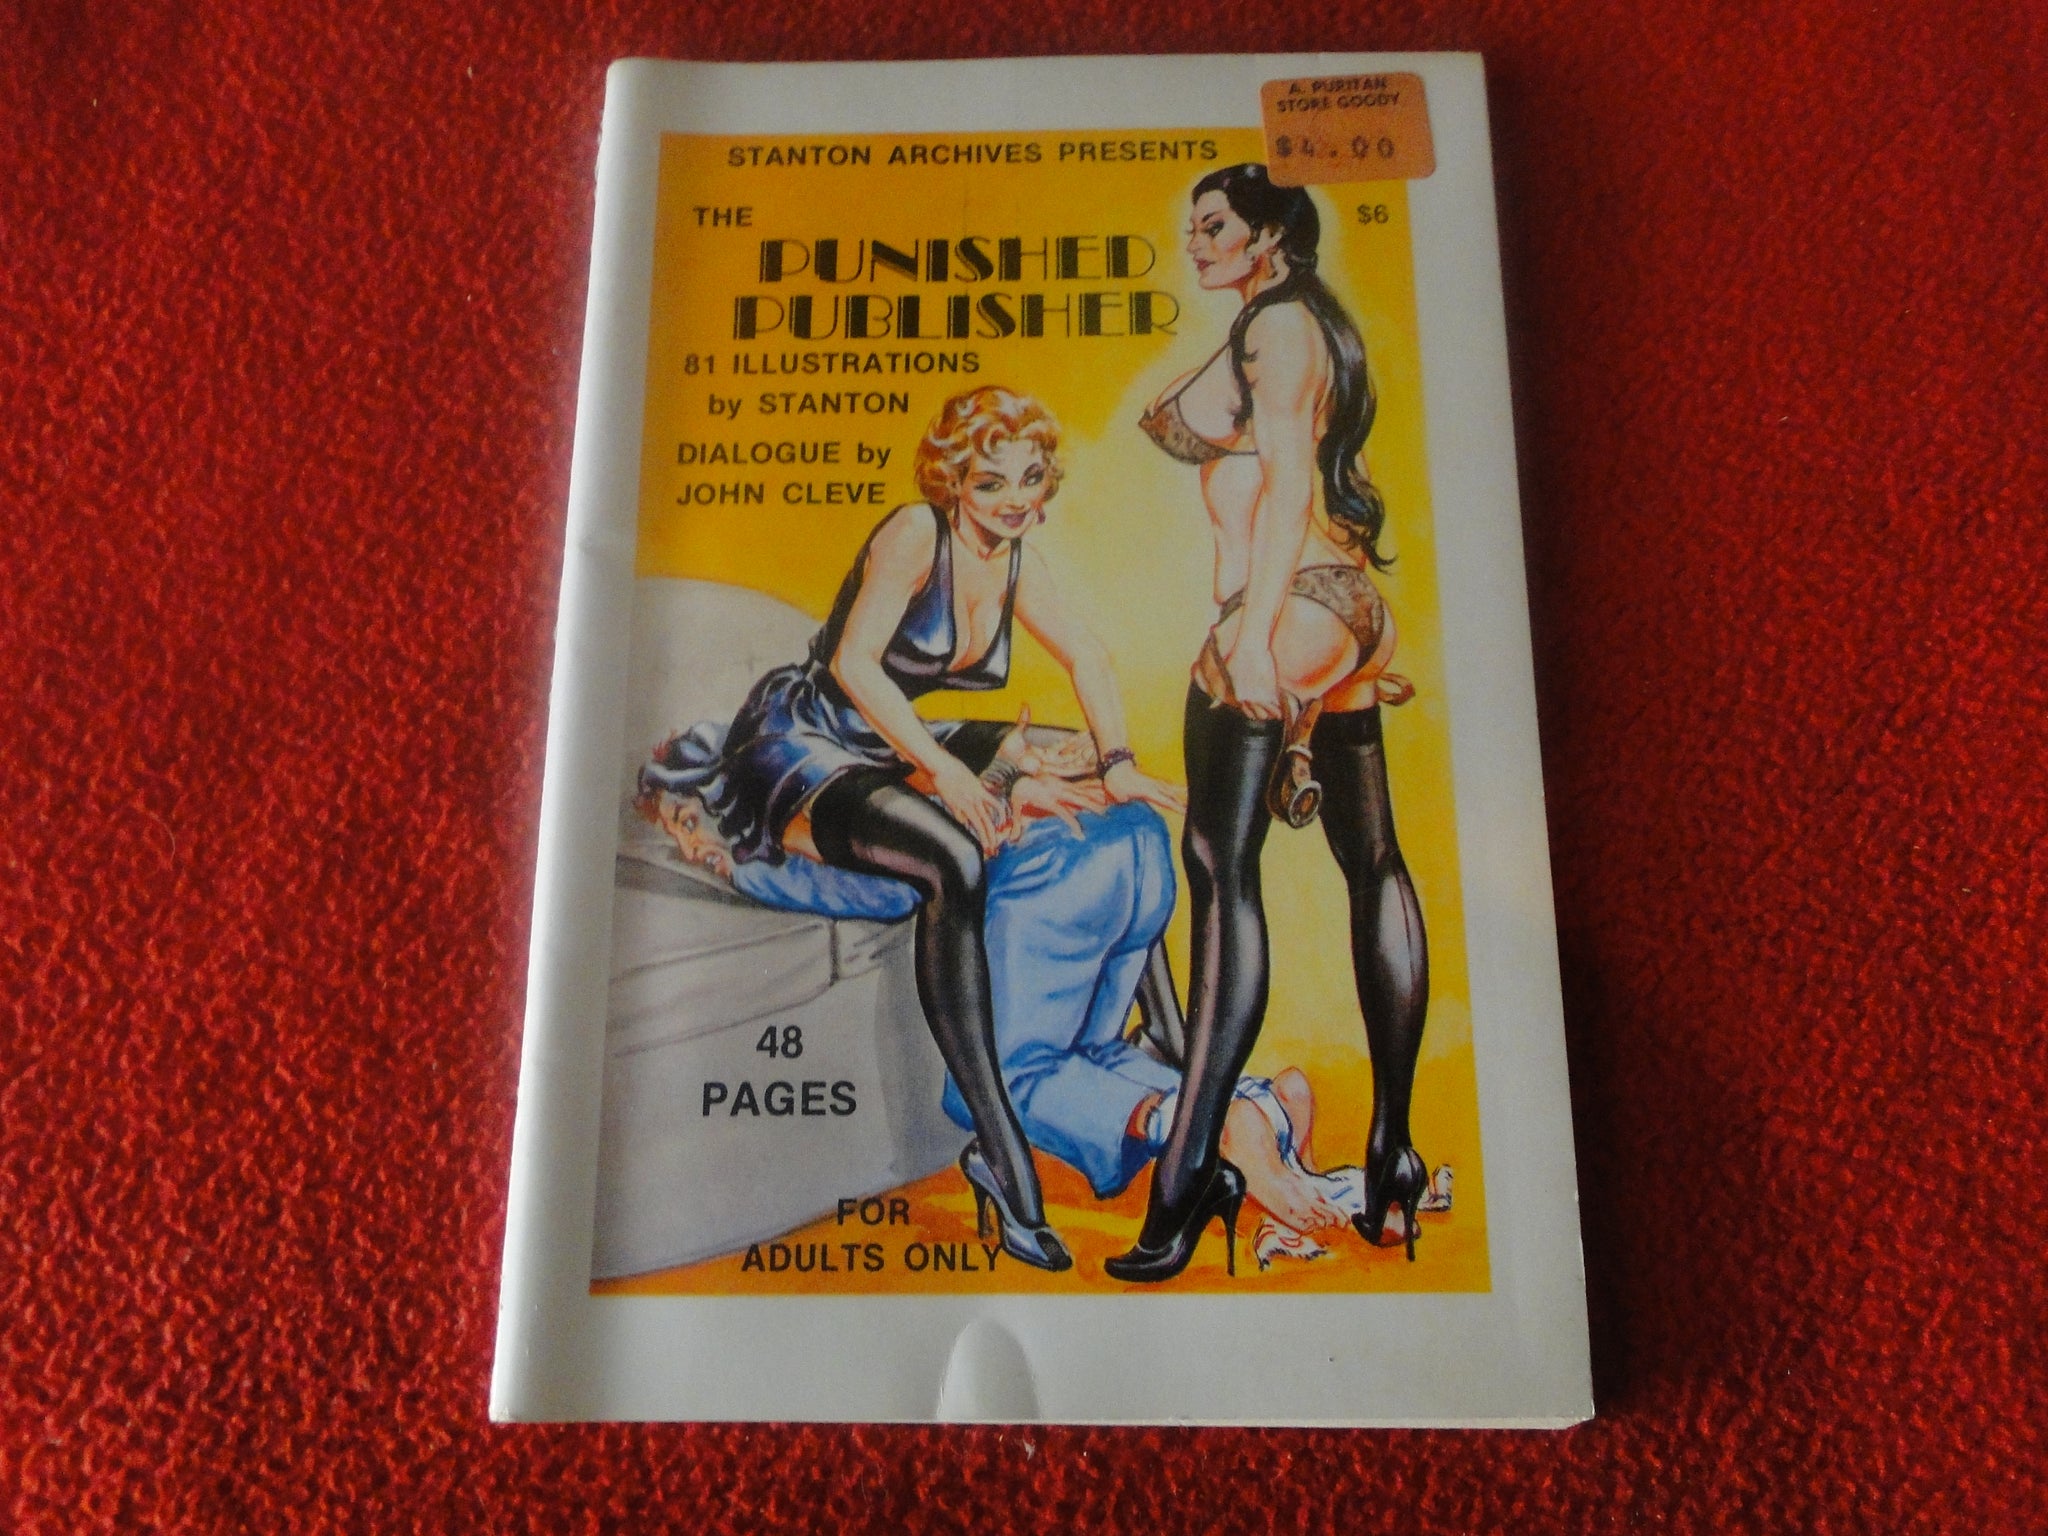 A. PURITAN
STORE GOODY
$4.00
STANTON ARCHIVES PRESENTS
THE
$6
PUNISHED
PUBLISHER
81 ILLUSTRATIONS
by STANTON
DIALOGUE by
JOHN CLEVE
48
PAGES
FOR
ADULTS ONLY